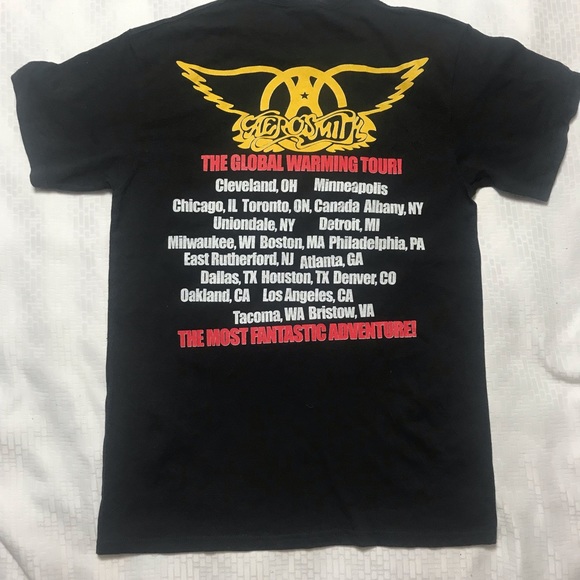 AEROSMITH
THE GLOBAL WARMING TOUR!
Cleveland, OH Minneapolis
Chicago, IL Toronto, ON, Canada Albany, NY
Uniondale, NY Detroit, MI
Milwaukee, WI Boston, MA Philadelphia, PA
East Rutherford, NJ Atlanta, GA
Dallas, TX Houston, TX Denver, CO
Oakland, CA Los Angeles, CA
Tacoma, WA Bristow, VA
THE MOST FANTASTIC ADVENTURE!